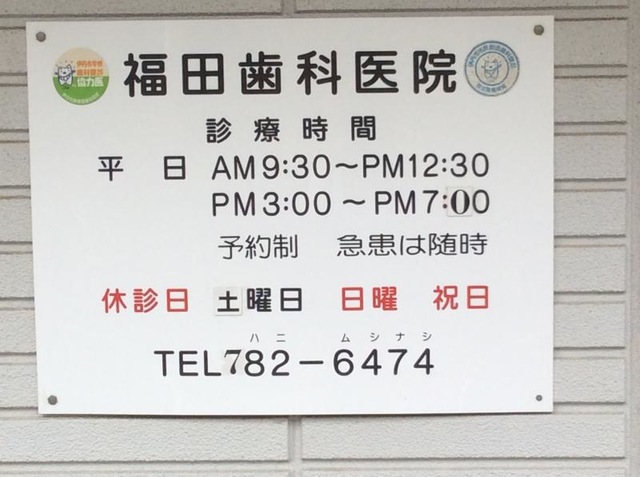 福田歯科医院
診療時間
平日 AM9:30～PM12:30
PM3:00～PM7:00
予約制 急患は随時
休診日 土曜日 日曜 祝日
ハニ ムシナシ
TEL782-6474